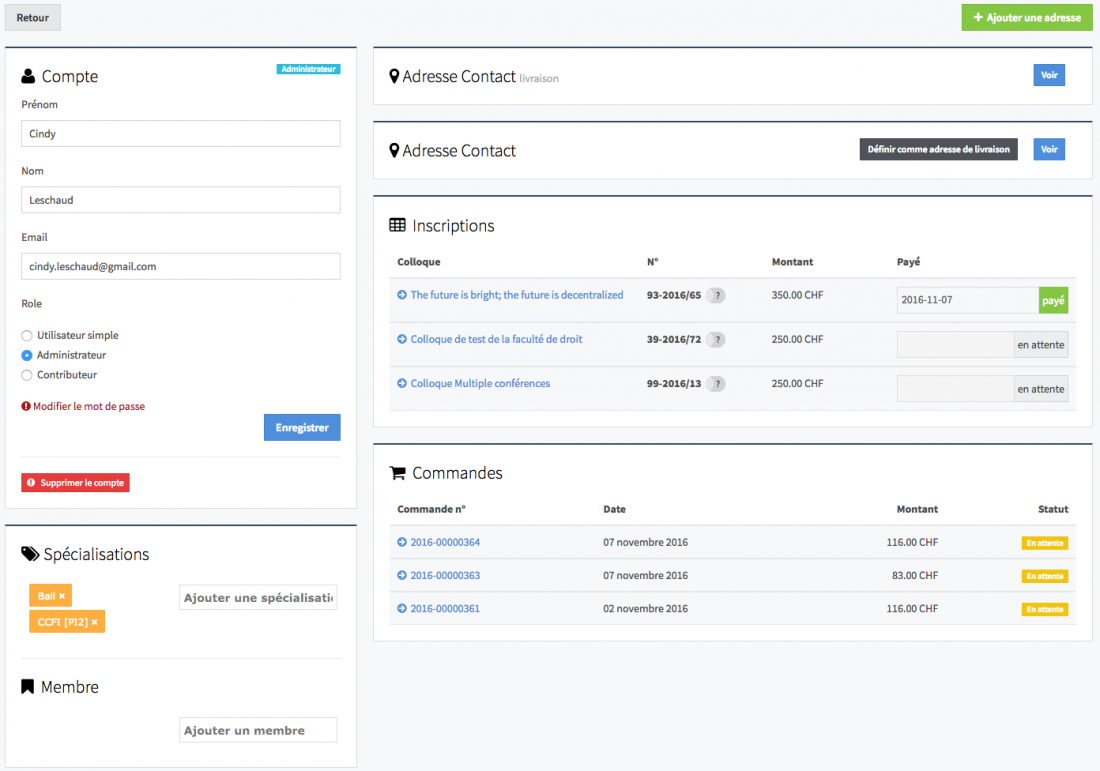 Retour
+ Ajouter une adresse
Compte
Administrateur
Prénom
Cindy
Nom
Leschaud
Email
cindy.leschaud@gmail.com
Role
Utilisateur simple
Administrateur
Contributeur
Modifier le mot de passe
Enregistrer
Supprimer le compte
Spécialisations
Bail ×
CCFI [PI2] ×
Ajouter une spécialisati
Membre
Ajouter un membre
Adresse Contact livraison
Voir
Adresse Contact
Définir comme adresse de livraison
Voir
Inscriptions
Colloque N° Montant Payé
The future is bright; the future is decentralized 93-2016/65 ? 350.00 CHF 2016-11-07 payé
Colloque de test de la faculté de droit 39-2016/72 ? 250.00 CHF en attente
Colloque Multiple conférences 99-2016/13 ? 250.00 CHF en attente
Commandes
Commande n° Date Montant Statut
2016-00000364 07 novembre 2016 116.00 CHF En attente
2016-00000363 07 novembre 2016 83.00 CHF En attente
2016-00000361 02 novembre 2016 116.00 CHF En attente